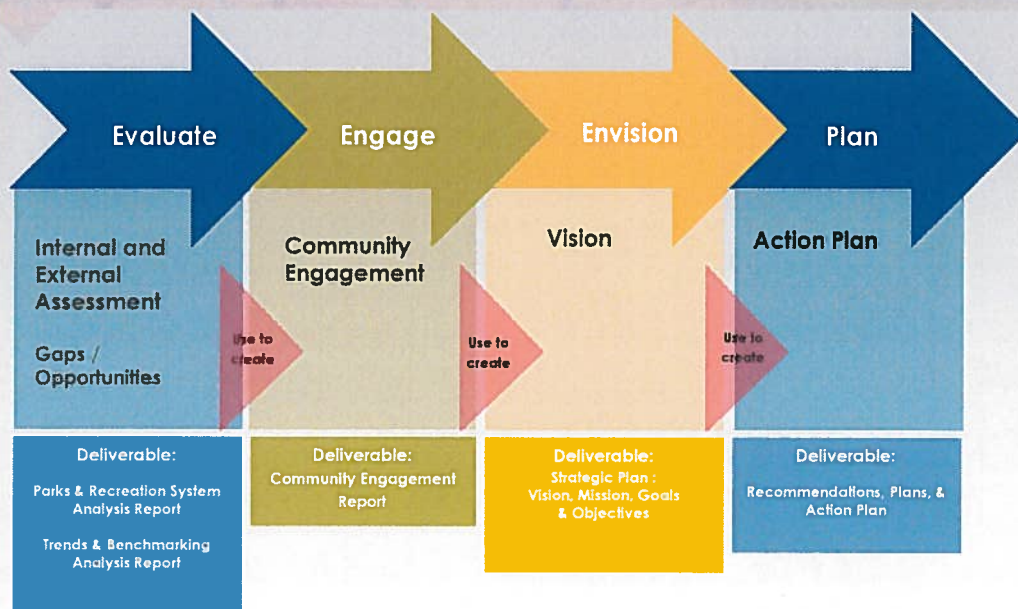 Evaluate
Engage
Envision
Plan
Internal and
External
Assessment
Gaps /
Opportunities
Use to
create
Community
Engagement
Use to
create
Vision
Use to
create
Action Plan
Deliverable:
Parks & Recreation System
Analysis Report
Trends & Benchmarking
Analysis Report
Deliverable:
Community Engagement
Report
Deliverable:
Strategic Plan :
Vision, Mission, Goals
& Objectives
Deliverable:
Recommendations, Plans, &
Action Plan